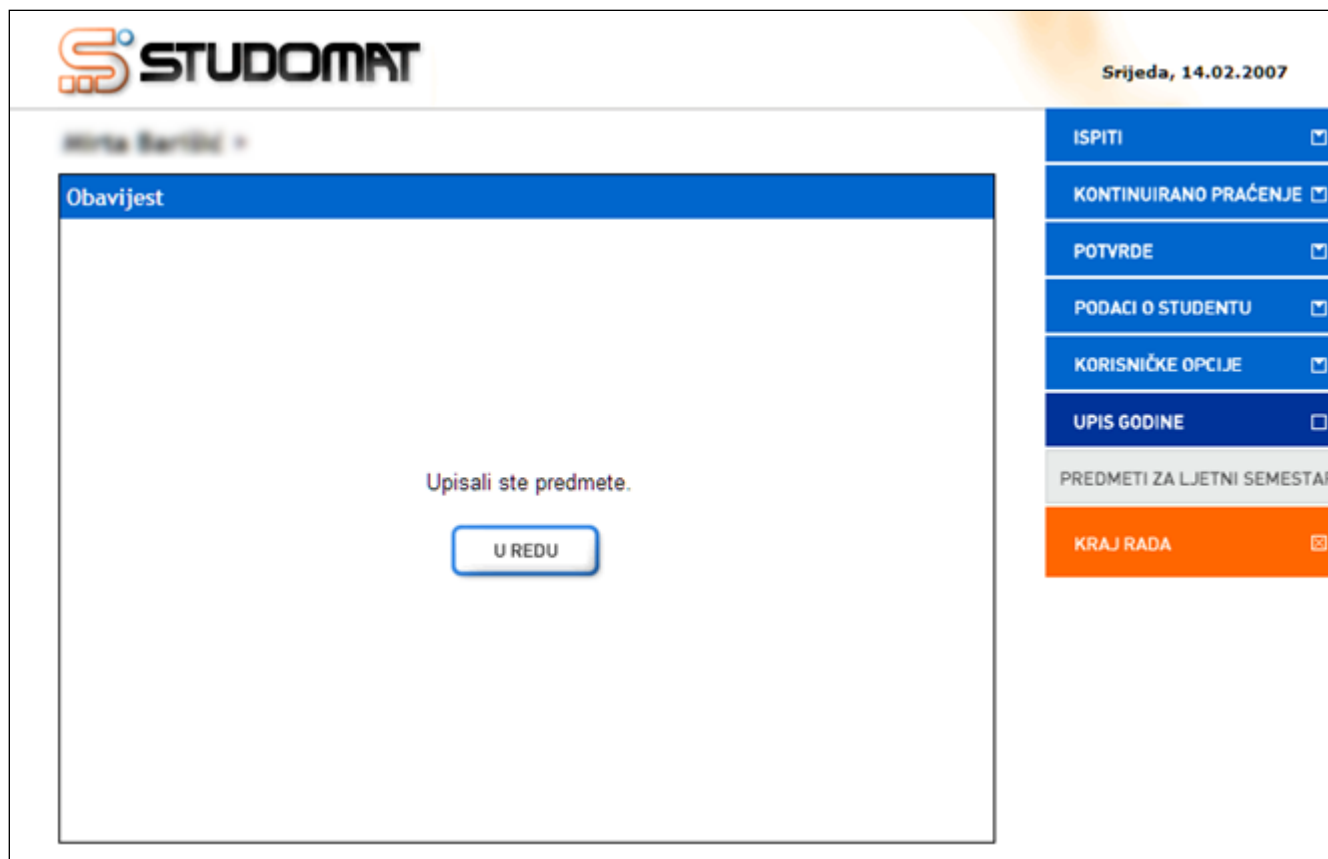 STUDOMAT
Srijeda, 14.02.2007
Obavijest
Upisali ste predmete.
U REDU
ISPITI
KONTINUIRANO PRAĆENJE
POTVRDE
PODACI O STUDENTU
KORISNIČKE OPCIJE
UPIS GODINE
PREDMETI ZA LJETNI SEMESTAR
KRAJ RADA